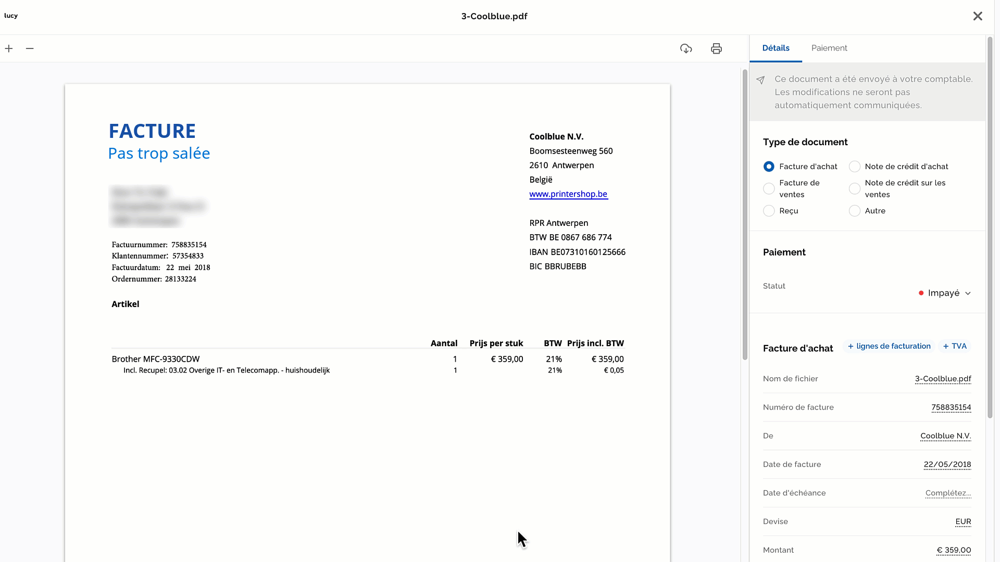 lucy
3-Coolblue.pdf
Détails
Paiement
Ce document a été envoyé à votre comptable.
Les modifications ne seront pas
automatiquement communiquées.
FACTURE
Pas trop salée
Coolblue N.V.
Boomsesteenweg 560
2610 Antwerpen
België
www.printershop.be
RPR Antwerpen
BTW BE 0867 686 774
IBAN BE07310160125666
BIC BBRUBEBB
Factuurnummer: 758835154
Klantennummer: 57354833
Factuurdatum: 22 mei 2018
Ordernummer: 28133224
Artikel
Aantal Prijs per stuk BTW Prijs incl. BTW
Brother MFC-9330CDW 1 € 359,00 21% € 359,00
Incl. Recupel: 03.02 Overige IT- en Telecomapp. - huishoudelijk 1 21% € 0,05
Type de document
Facture d'achat
Note de crédit d'achat
Facture de
ventes
Note de crédit sur les
ventes
Reçu
Autre
Paiement
Statut
Impayé
Facture d'achat
+ lignes de facturation
+ TVA
Nom de fichier 3-Coolblue.pdf
Numéro de facture 758835154
De Coolblue N.V.
Date de facture 22/05/2018
Date d'échéance Complétez...
Devise EUR
Montant € 359,00